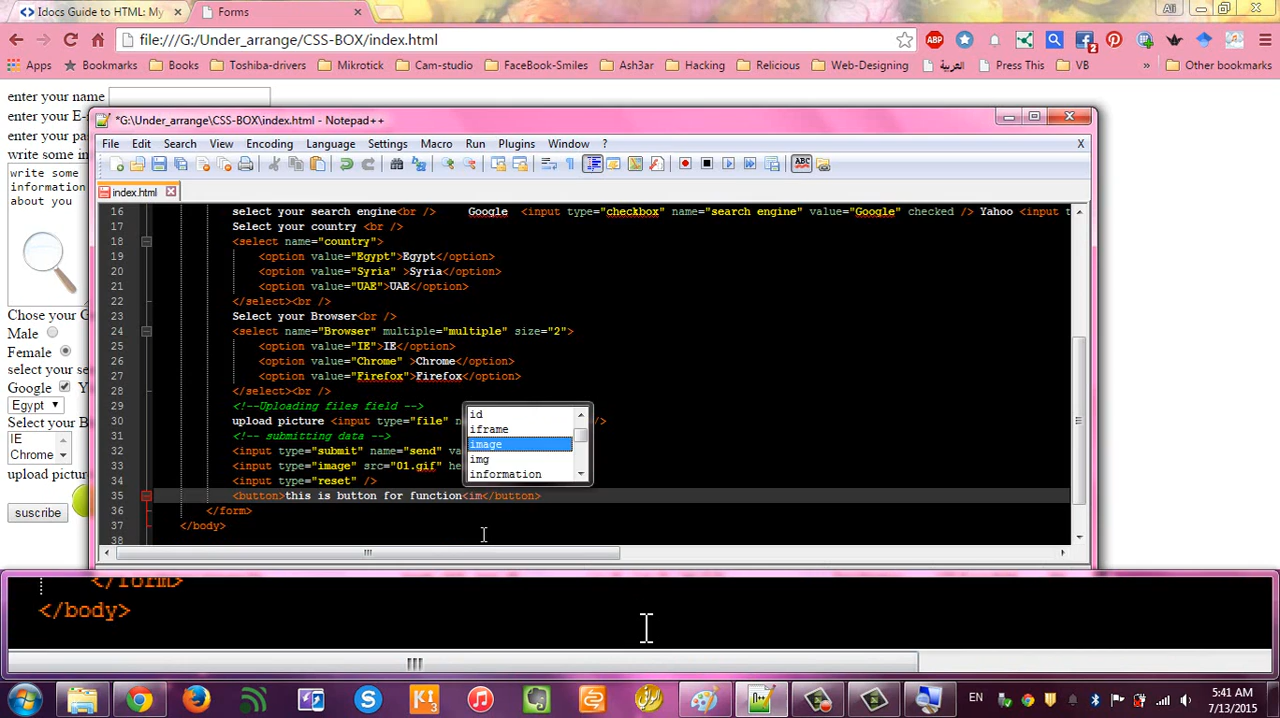 Idocs Guide to HTML: My
Forms
Ali
file:///G:/Under_arrange/CSS-BOX/index.html
ABP
2
Apps
Bookmarks
Books
Toshiba-drivers
Mikrotick
Cam-studio
FaceBook-Smiles
Ash3ar
Hacking
Relicious
Web-Designing
العربية
Press This
VB
»
Other bookmarks
enter your name
enter your E-
enter your pa
write some in
write some
information
about you
Chose your G
Male
Female
select your se
Google
Egypt
Select your B
IE
Chrome
upload pictur
suscribe
*G:\Under_arrange\CSS-BOX\index.html - Notepad++
File Edit Search View Encoding Language Settings Macro Run Plugins Window ? X
index.html
16 select your search engine<br /> Google <input type="checkbox" name="search engine" value="Google" checked /> Yahoo <input t
17 Select your country <br />
18 <select name="country">
19 <option value="Egypt">Egypt</option>
20 <option value="Syria" >Syria</option>
21 <option value="UAE">UAE</option>
22 </select><br />
23 Select your Browser<br />
24 <select name="Browser" multiple="multiple" size="2">
25 <option value="IE">IE</option>
26 <option value="Chrome" >Chrome</option>
27 <option value="Firefox">Firefox</option>
28 </select><br />
29 <!--Uploading files field -->
30 upload picture <input type="file" n />
31 <!-- submitting data -->
32 <input type="submit" name="send" va
33 <input type="image" src="01.gif" he
34 <input type="reset" />
35 <button>this is button for function<im</button>
36 </form>
37 </body>
38
id
iframe
image
img
information
</form>
</body>
EN
5:41 AM
7/13/2015